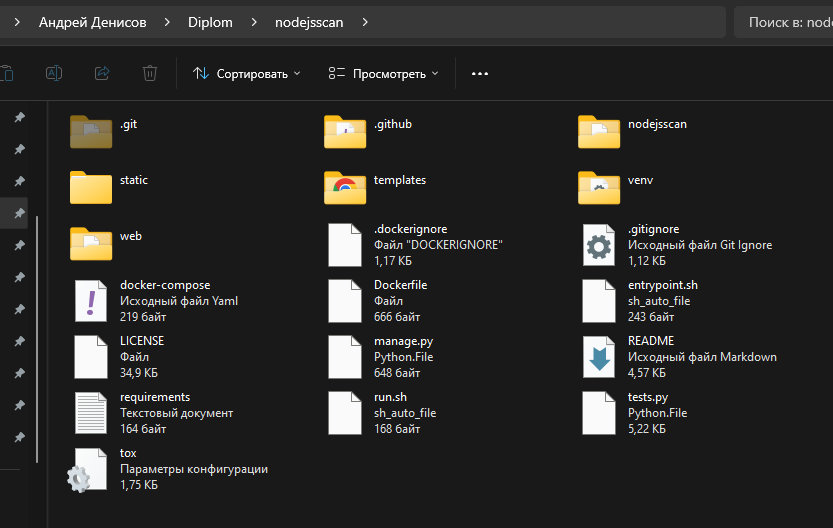 Андрей Денисов > Diplom > nodejsscan >
Поиск в: node
Сортировать
Просмотреть
.git
.github
nodejsscan
static
templates
venv
web
.dockerignore
Файл "DOCKERIGNORE"
1,17 КБ
.gitignore
Исходный файл Git Ignore
1,12 КБ
docker-compose
Исходный файл Yaml
219 байт
Dockerfile
Файл
666 байт
entrypoint.sh
sh_auto_file
243 байт
LICENSE
Файл
34,9 КБ
manage.py
Python.File
648 байт
README
Исходный файл Markdown
4,57 КБ
requirements
Текстовый документ
164 байт
run.sh
sh_auto_file
168 байт
tests.py
Python.File
5,22 КБ
tox
Параметры конфигурации
1,75 КБ